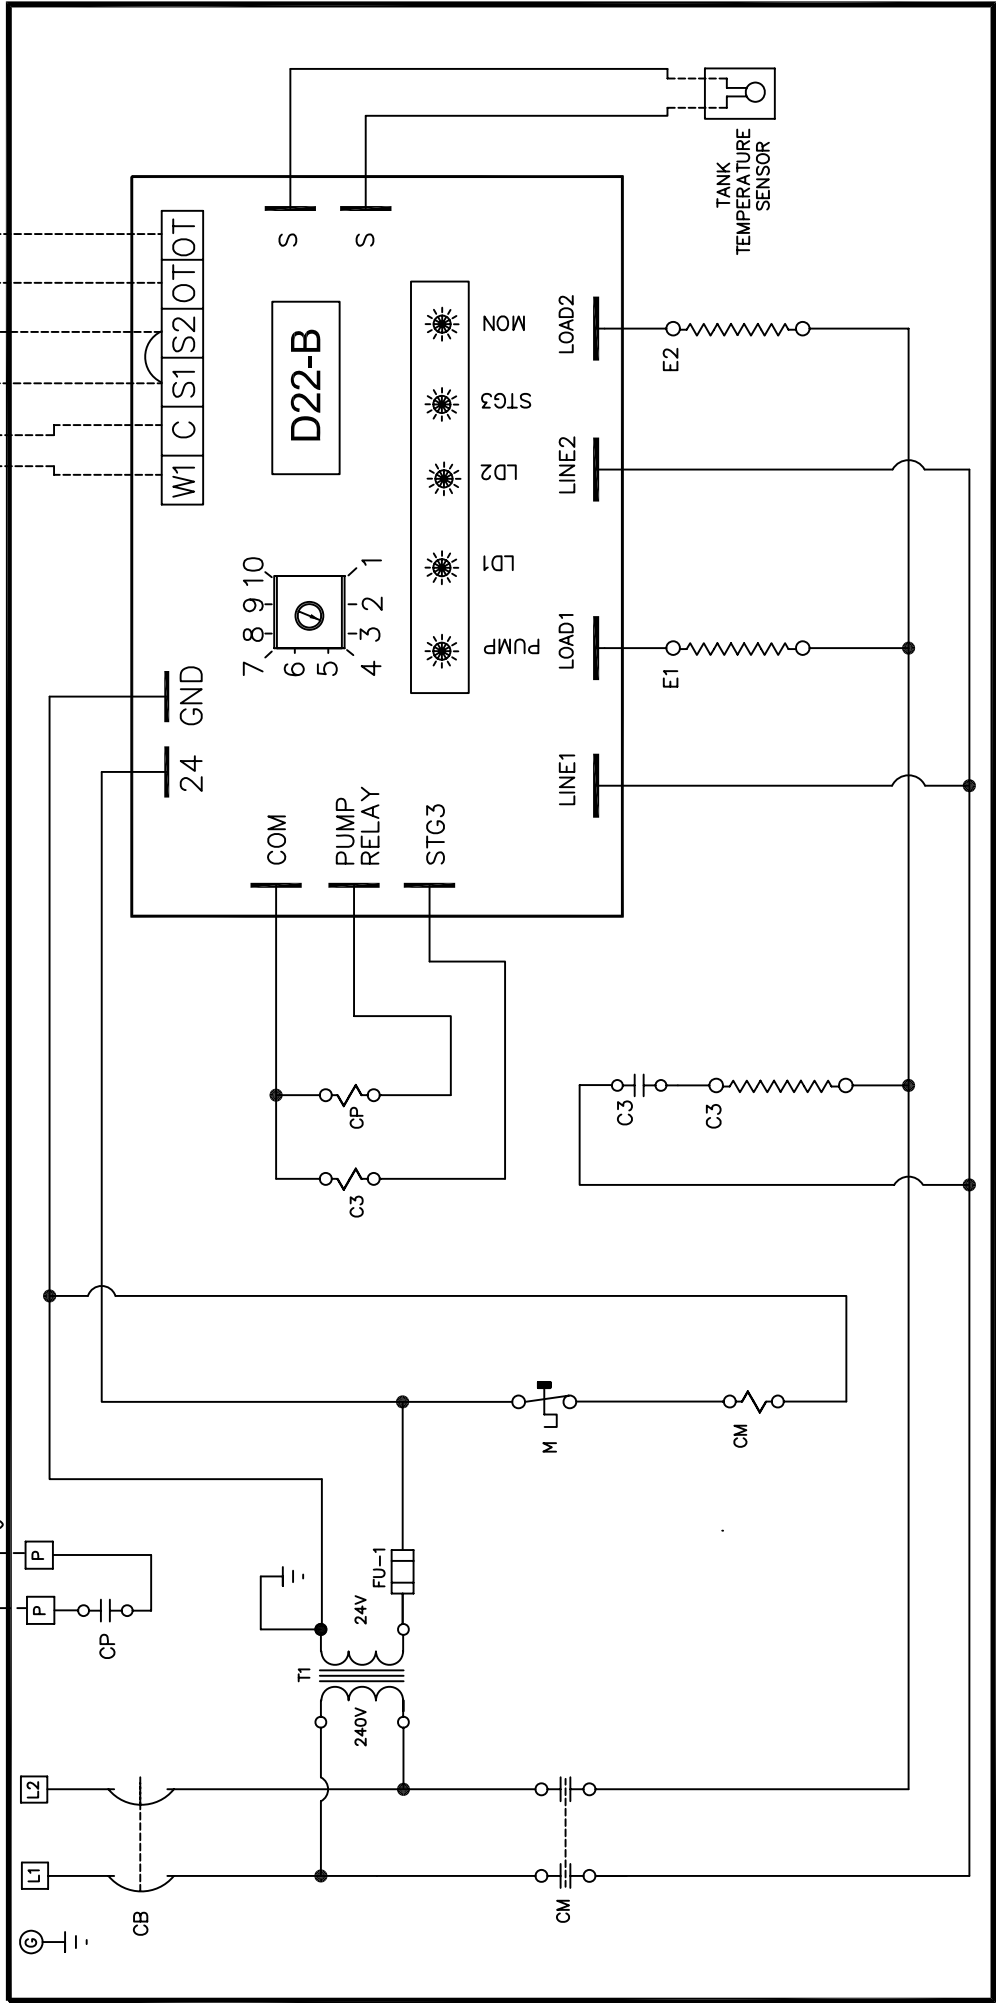 G
L1
L2
CB
P
P
CP
T1
240V
24V
FU-1
CM
M
CM
C3
CP
C3
C3
COM
PUMP
RELAY
STG3
24
GND
W1
C
S1
S2
OT
OT
7
8
9
10
6
5
4
3
2
1
D22-B
S
S
PUMP
LD1
LD2
STG3
MON
LINE1
LOAD1
LINE2
LOAD2
E1
E2
TANK
TEMPERATURE
SENSOR